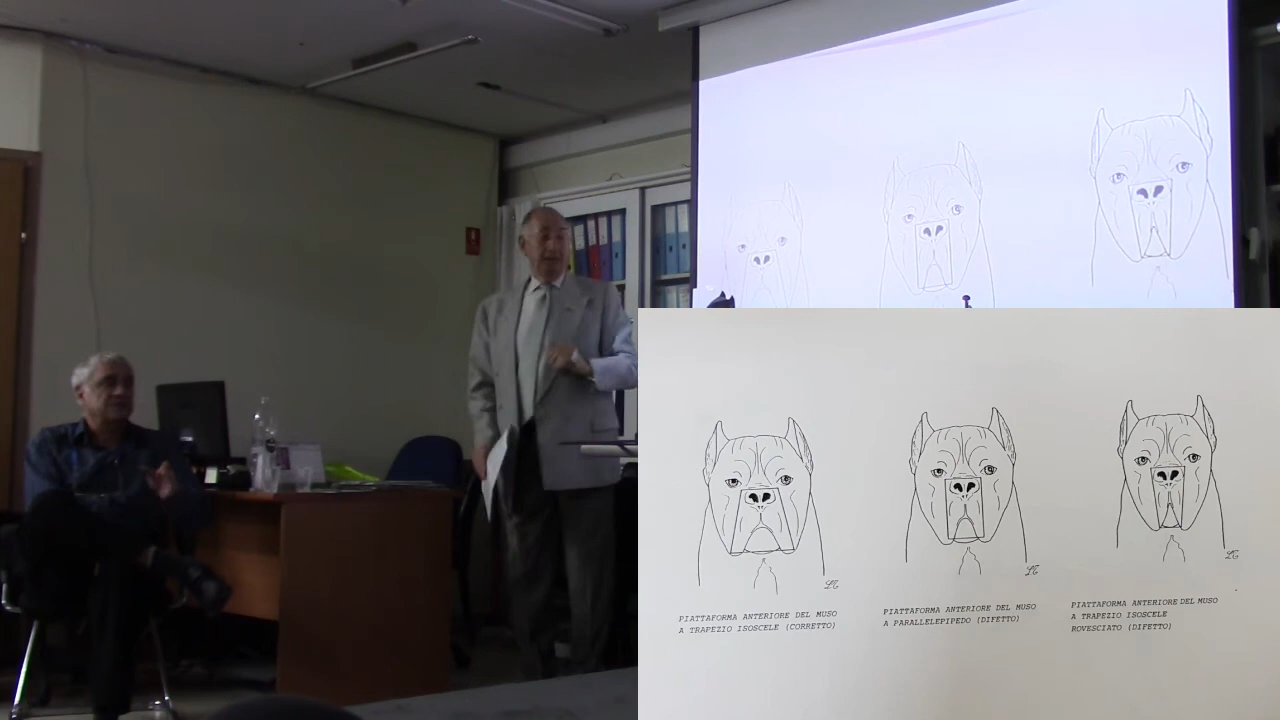 PIATTAFORMA ANTERIORE DEL MUSO
A TRAPEZIO ISOSCELE (CORRETTO)
PIATTAFORMA ANTERIORE DEL MUSO
A PARALLELEPIPEDO (DIFETTO)
PIATTAFORMA ANTERIORE DEL MUSO
A TRAPEZIO ISOSCELE
ROVESCIATO (DIFETTO)